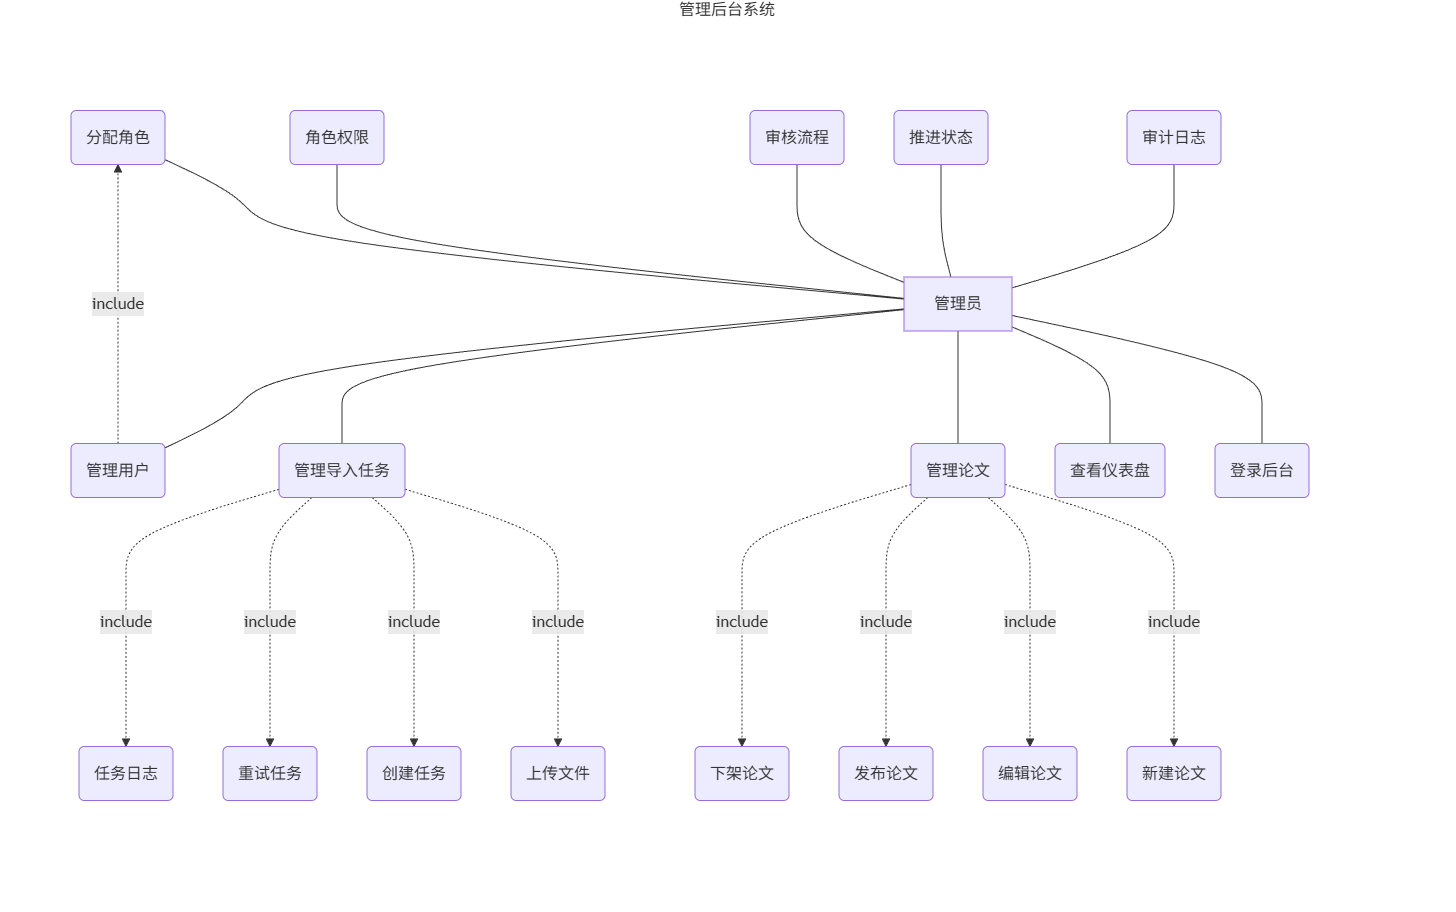 管理后台系统
分配角色
角色权限
审核流程
推进状态
审计日志
include
管理员
管理用户
管理导入任务
管理论文
查看仪表盘
登录后台
include
include
include
include
include
include
include
include
任务日志
重试任务
创建任务
上传文件
下架论文
发布论文
编辑论文
新建论文